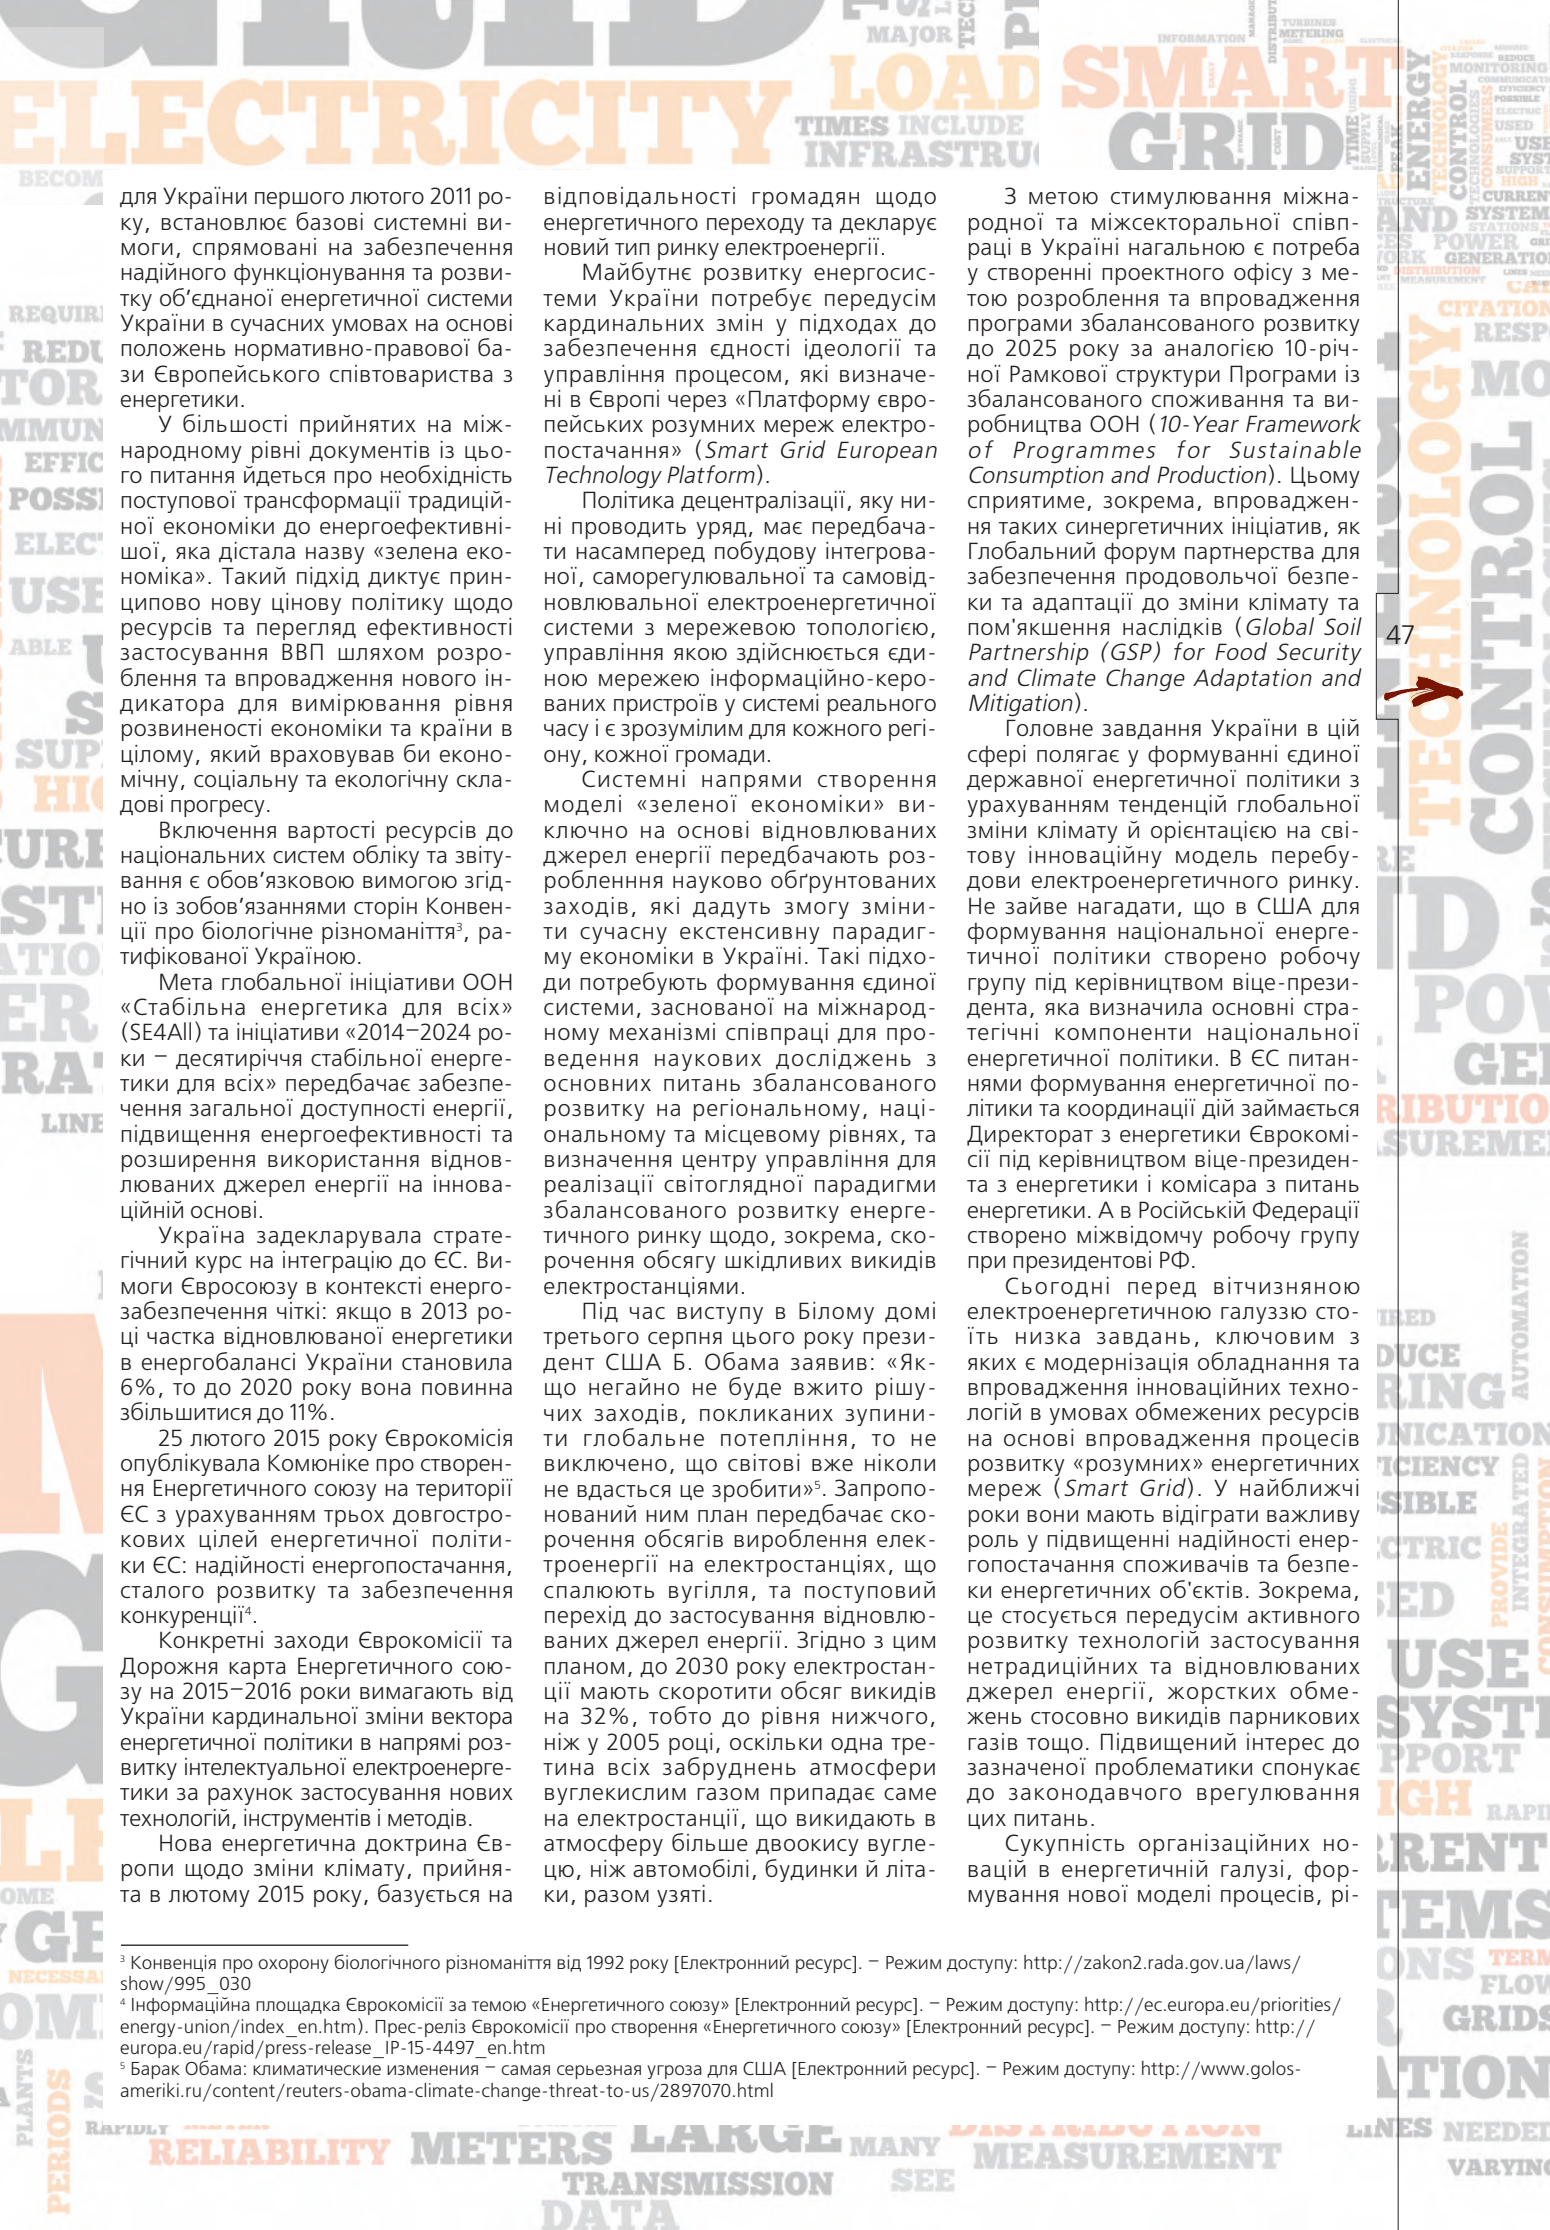 для України першого лютого 2011 ро-
ку, встановлює базові системні ви-
моги, спрямовані на забезпечення
надійного функціонування та розви-
тку об’єднаної енергетичної системи
України в сучасних умовах на основі
положень нормативно-правової ба-
зи Європейського співтовариства з
енергетики.
У більшості прийнятих на між-
народному рівні документів із цьо-
го питання йдеться про необхідність
поступової трансформації традицій-
ної економіки до енергоефективні-
шої, яка дістала назву «зелена еко-
номіка». Такий підхід диктує прин-
ципово нову цінову політику щодо
ресурсів та перегляд ефективності
застосування ВВП шляхом розро-
блення та впровадження нового ін-
дикатора для вимірювання рівня
розвиненості економіки та країни в
цілому, який враховував би еконо-
мічну, соціальну та екологічну скла-
дові прогресу.
Включення вартості ресурсів до
національних систем обліку та звіту-
вання є обов’язковою вимогою згід-
но із зобов’язаннями сторін Конвен-
ції про біологічне різноманіття³, ра-
тифікованої Україною.
Мета глобальної ініціативи ООН
«Стабільна енергетика для всіх»
(SE4All) та ініціативи «2014–2024 ро-
ки – десятиріччя стабільної енерге-
тики для всіх» передбачає забезпе-
чення загальної доступності енергії,
підвищення енергоефективності та
розширення використання віднов-
люваних джерел енергії на іннова-
ційній основі.
Україна задекларувала страте-
гічний курс на інтеграцію до ЄС. Ви-
моги Євросоюзу в контексті енерго-
забезпечення чіткі: якщо в 2013 ро-
ці частка відновлюваної енергетики
в енергобалансі України становила
6%, то до 2020 року вона повинна
збільшитися до 11%.
25 лютого 2015 року Єврокомісія
опублікувала Комюніке про створен-
ня Енергетичного союзу на території
ЄС з урахуванням трьох довгостро-
кових цілей енергетичної політи-
ки ЄС: надійності енергопостачання,
сталого розвитку та забезпечення
конкуренції⁴.
Конкретні заходи Єврокомісії та
Дорожня карта Енергетичного сою-
зу на 2015–2016 роки вимагають від
України кардинальної зміни вектора
енергетичної політики в напрямі роз-
витку інтелектуальної електроенерге-
тики за рахунок застосування нових
технологій, інструментів і методів.
Нова енергетична доктрина Єв-
ропи щодо зміни клімату, прийня-
та в лютому 2015 року, базується на
відповідальності громадян щодо
енергетичного переходу та декларує
новий тип ринку електроенергії.
Майбутнє розвитку енергосис-
теми України потребує передусім
кардинальних змін у підходах до
забезпечення єдності ідеології та
управління процесом, які визначе-
ні в Європі через «Платформу євро-
пейських розумних мереж електро-
постачання» (Smart Grid European
Technology Platform).
Політика децентралізації, яку ни-
ні проводить уряд, має передбача-
ти насамперед побудову інтегрова-
ної, саморегулювальної та самовід-
новлювальної електроенергетичної
системи з мережевою топологією,
управління якою здійснюється єди-
ною мережею інформаційно-керо-
ваних пристроїв у системі реального
часу і є зрозумілим для кожного регі-
ону, кожної громади.
Системні напрями створення
моделі «зеленої економіки» ви-
ключно на основі відновлюваних
джерел енергії передбачають роз-
робленння науково обґрунтованих
заходів, які дадуть змогу зміни-
ти сучасну екстенсивну парадиг-
му економіки в Україні. Такі підхо-
ди потребують формування єдиної
системи, заснованої на міжнарод-
ному механізмі співпраці для про-
ведення наукових досліджень з
основних питань збалансованого
розвитку на регіональному, наці-
ональному та місцевому рівнях, та
визначення центру управління для
реалізації світоглядної парадигми
збалансованого розвитку енерге-
тичного ринку щодо, зокрема, ско-
рочення обсягу шкідливих викидів
електростанціями.
Під час виступу в Білому домі
третього серпня цього року прези-
дент США Б. Обама заявив: «Як-
що негайно не буде вжито рішу-
чих заходів, покликаних зупини-
ти глобальне потепління, то не
виключено, що світові вже ніколи
не вдасться це зробити»⁵. Запропо-
нований ним план передбачає ско-
рочення обсягів вироблення елек-
троенергії на електростанціях, що
спалюють вугілля, та поступовий
перехід до застосування відновлю-
ваних джерел енергії. Згідно з цим
планом, до 2030 року електростан-
ції мають скоротити обсяг викидів
на 32%, тобто до рівня нижчого,
ніж у 2005 році, оскільки одна тре-
тина всіх забруднень атмосфери
вуглекислим газом припадає саме
на електростанції, що викидають в
атмосферу більше двоокису вугле-
цю, ніж автомобілі, будинки й літа-
ки, разом узяті.
З метою стимулювання міжна-
родної та міжсекторальної співп-
раці в Україні нагальною є потреба
у створенні проектного офісу з ме-
тою розроблення та впровадження
програми збалансованого розвитку
до 2025 року за аналогією 10-річ-
ної Рамкової структури Програми із
збалансованого споживання та ви-
робництва ООН (10-Year Framework
of Programmes for Sustainable
Consumption and Production). Цьому
сприятиме, зокрема, впроваджен-
ня таких синергетичних ініціатив, як
Глобальний форум партнерства для
забезпечення продовольчої безпе-
ки та адаптації до зміни клімату та
пом'якшення наслідків (Global Soil
Partnership (GSP) for Food Security
and Climate Change Adaptation and
Mitigation).
Головне завдання України в цій
сфері полягає у формуванні єдиної
державної енергетичної політики з
урахуванням тенденцій глобальної
зміни клімату й орієнтацією на сві-
тову інноваційну модель перебу-
дови електроенергетичного ринку.
Не зайве нагадати, що в США для
формування національної енерге-
тичної політики створено робочу
групу під керівництвом віце-прези-
дента, яка визначила основні стра-
тегічні компоненти національної
енергетичної політики. В ЄС питан-
нями формування енергетичної по-
літики та координації дій займається
Директорат з енергетики Єврокомі-
сії під керівництвом віце-президен-
та з енергетики і комісара з питань
енергетики. А в Російській Федерації
створено міжвідомчу робочу групу
при президентові РФ.
Сьогодні перед вітчизняною
електроенергетичною галуззю сто-
їть низка завдань, ключовим з
яких є модернізація обладнання та
впровадження інноваційних техно-
логій в умовах обмежених ресурсів
на основі впровадження процесів
розвитку «розумних» енергетичних
мереж (Smart Grid). У найближчі
роки вони мають відіграти важливу
роль у підвищенні надійності енер-
гопостачання споживачів та безпе-
ки енергетичних об'єктів. Зокрема,
це стосується передусім активного
розвитку технологій застосування
нетрадиційних та відновлюваних
джерел енергії, жорстких обме-
жень стосовно викидів парникових
газів тощо. Підвищений інтерес до
зазначеної проблематики спонукає
до законодавчого врегулювання
цих питань.
Сукупність організаційних но-
вацій в енергетичній галузі, фор-
мування нової моделі процесів, рі-
47
³ Конвенція про охорону біологічного різноманіття від 1992 року [Електронний ресурс]. – Режим доступу: http://zakon2.rada.gov.ua/laws/
show/995_030
⁴ Інформаційна площадка Єврокомісії за темою «Енергетичного союзу» [Електронний ресурс]. – Режим доступу: http://ec.europa.eu/priorities/
energy-union/index_en.htm). Прес-реліз Єврокомісії про створення «Енергетичного союзу» [Електронний ресурс]. – Режим доступу: http://
europa.eu/rapid/press-release_IP-15-4497_en.htm
⁵ Барак Обама: климатические изменения – самая серьезная угроза для США [Електронний ресурс]. – Режим доступу: http://www.golos-
ameriki.ru/content/reuters-obama-climate-change-threat-to-us/2897070.html
ELECTRICITY
MAJOR
LOAD
TIMES INCLUDE
SMART
GRID
INFORMATION
METERING
ENERGY
TECHNOLOGY
CONTROL
RELIABILITY
METERS
LARGE
MANY
MEASUREMENT
TRANSMISSION
SEE
DATA
PERIODS
PLANTS
RAPIDLY
AUTOMATION
PROVIDE
INTEGRATED
USE
GRIDS